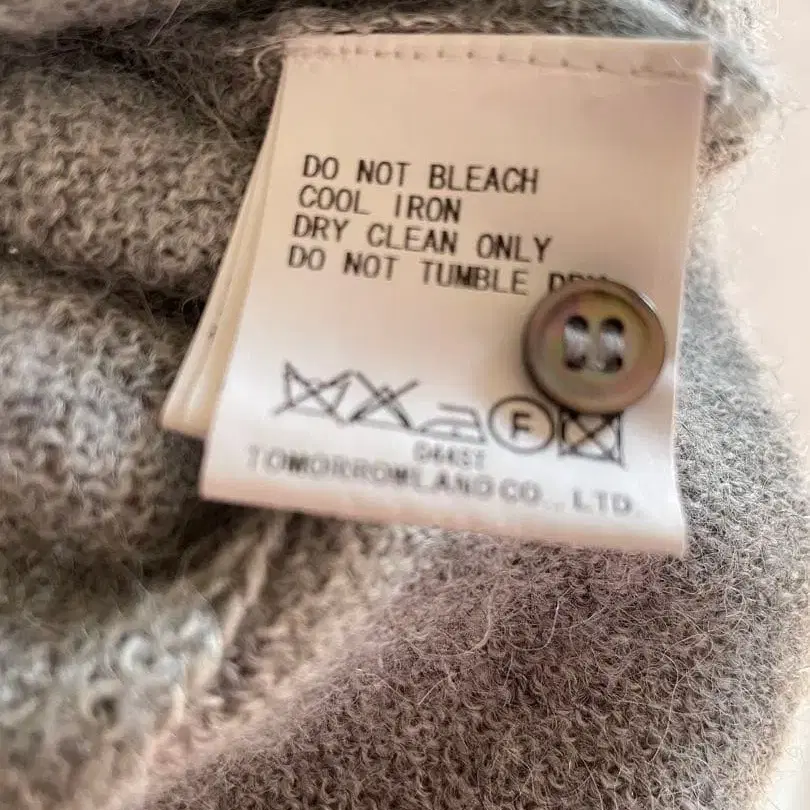 DO NOT BLEACH
COOL IRON
DRY CLEAN ONLY
DO NOT TUMBLE
F
TOMORROWLAND CO., LTD.